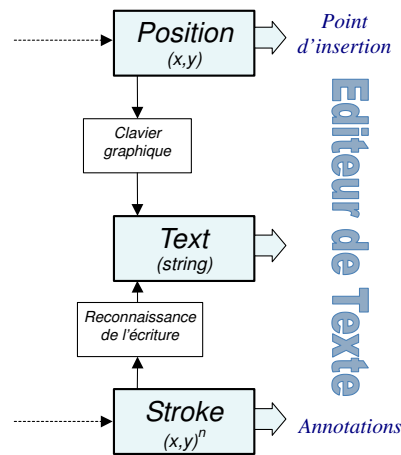 Position
(x,y)
Point
d'insertion
Clavier
graphique
Text
(string)
Editeur de Texte
Reconnaissance
de l'écriture
Stroke
(x,y)^n
Annotations